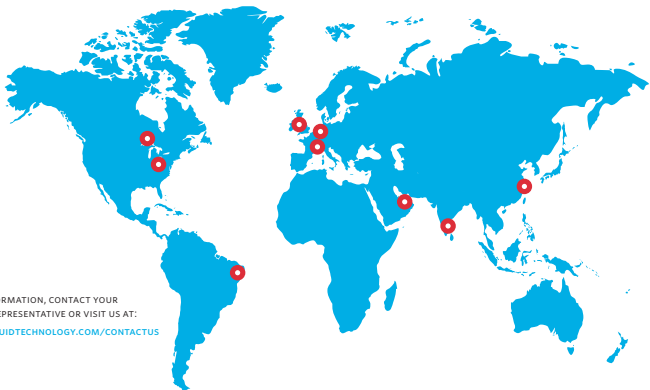 ORMATION, CONTACT YOUR
EPRESENTATIVE OR VISIT US AT:
UIDTECHNOLOGY.COM/CONTACTUS